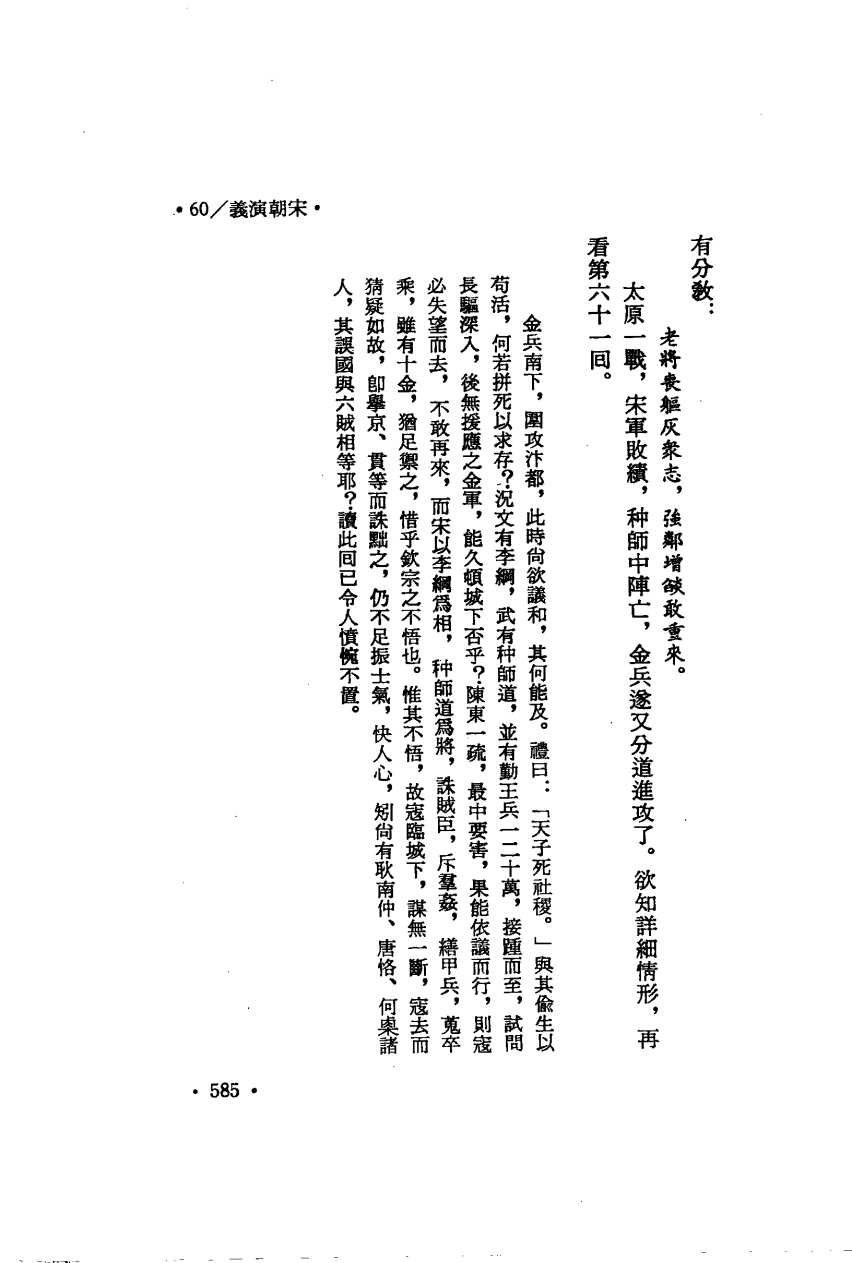 •60/義演朝宋•
有分教：
老將喪軀灰衆志，強鄰增燄敢重來。
太原一戰，宋軍敗績，种師中陣亡，金兵遂又分道進攻了。欲知詳細情形，再
看第六十一回。
金兵南下，圍攻汴都，此時尙欲議和，其何能及。禮曰：「天子死社稷。」與其偸生以
苟活，何若拼死以求存？況文有李綱，武有种師道，並有勤王兵一二十萬，接踵而至，試問
長驅深入，後無援應之金軍，能久頓城下否乎？陳東一疏，最中要害，果能依議而行，則寇
必失望而去，不敢再來，而宋以李綱爲相，种師道爲將，誅賊臣，斥羣姦，繕甲兵，蒐卒
乘，雖有十金，猶足禦之，惜乎欽宗之不悟也。惟其不悟，故寇臨城下，謀無一斷，寇去而
猜疑如故，卽擧京、貫等而誅黜之，仍不足振士氣，快人心，矧尙有耿南仲、唐恪、何㮚諸
人，其誤國與六賊相等耶？讀此回已令人憤惋不置。
•585•